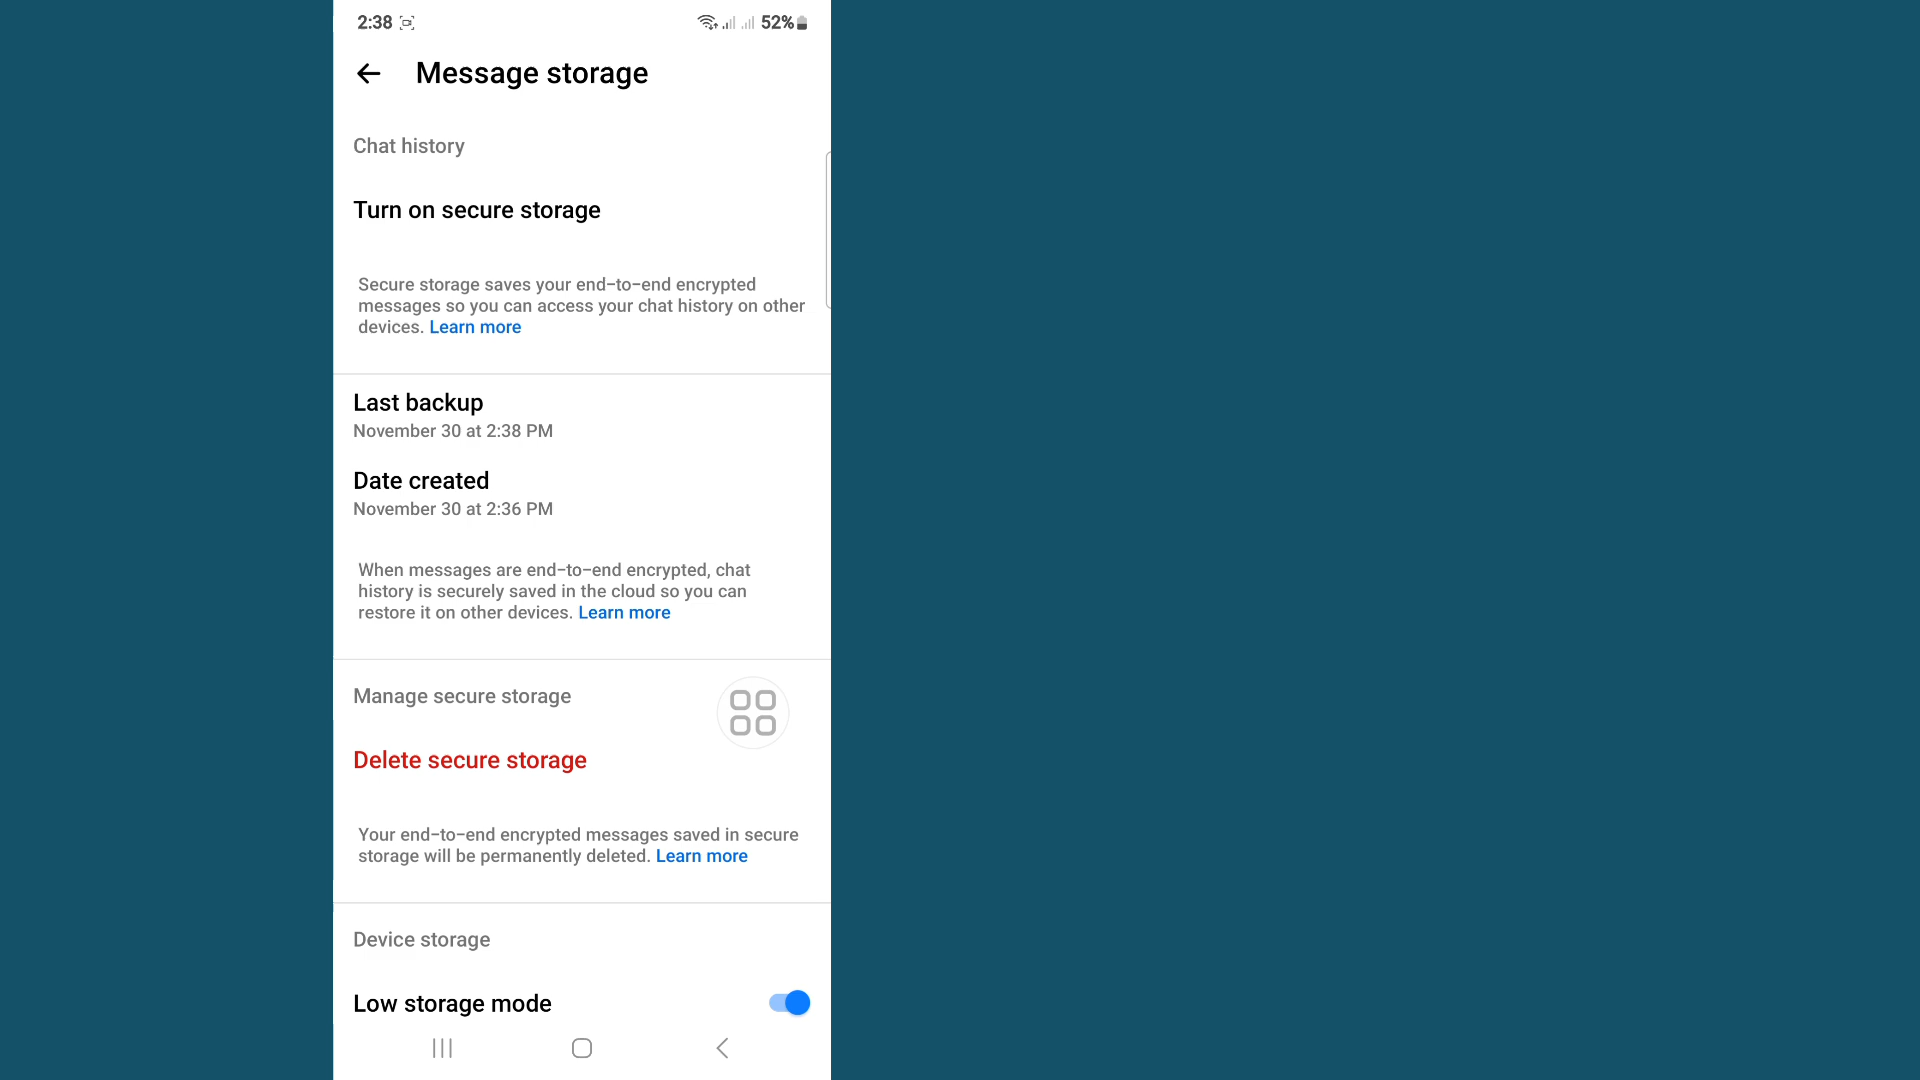 2:38 52%
Message storage
Chat history
Turn on secure storage
Secure storage saves your end-to-end encrypted
messages so you can access your chat history on other
devices. Learn more
Last backup
November 30 at 2:38 PM
Date created
November 30 at 2:36 PM
When messages are end-to-end encrypted, chat
history is securely saved in the cloud so you can
restore it on other devices. Learn more
Manage secure storage
Delete secure storage
Your end-to-end encrypted messages saved in secure
storage will be permanently deleted. Learn more
Device storage
Low storage mode